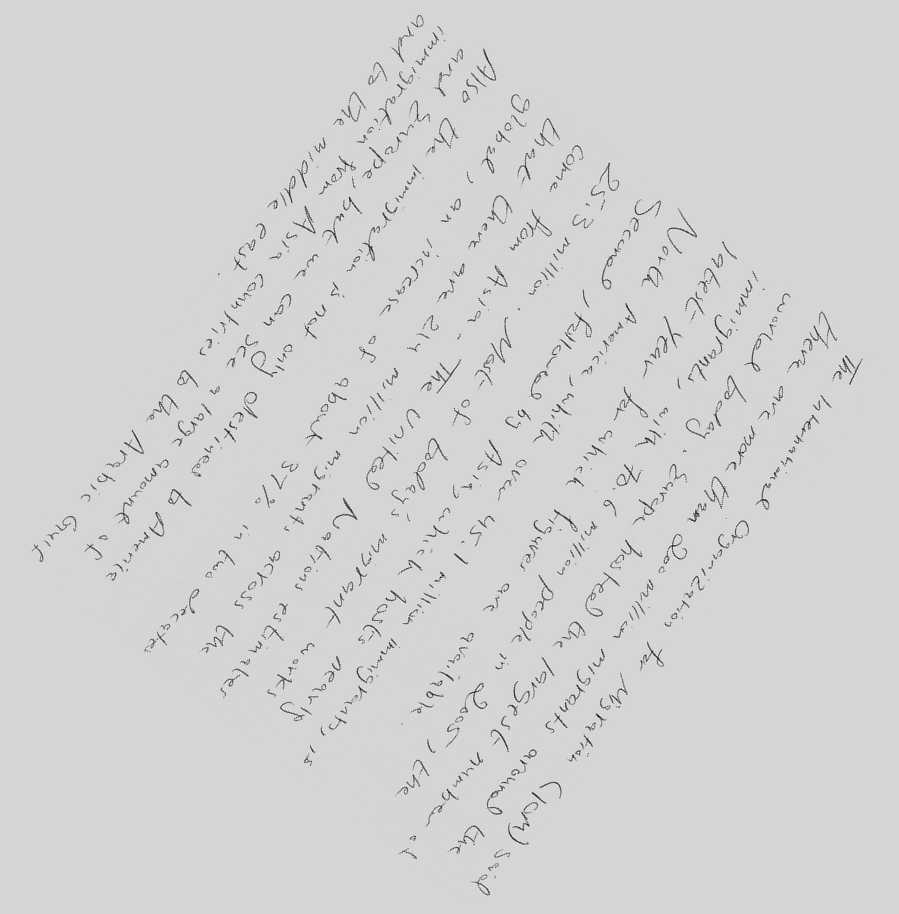 The International Organization for Migration (IOM) said
there are more than 200 million migrants around the
world today. Europe hosted the largest number of
immigrants, with 70.6 million people in 2005, the
latest year for which figures are available.
North America, with over 45.1 million immigrants, is
Second, followed by Asia, which hosts nearly
25.3 million. Most of today's migrant works
come from Asia. The United Nations estimates
that there are 214 million migrants across the
global, an increase of about 37% in two decates
Also the immigration is not only destined to Americe
and Europe, but we can see a large amount of
immigration from Asia countries to the Arabic Gulf
and to the middle east.